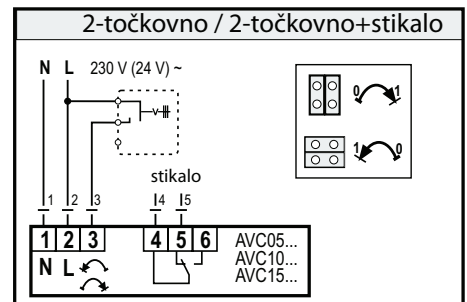 2-točkovno / 2-točkovno+stikalo
N L 230 V (24 V) ~
0 1
1 0
stikalo
1 2 3 4 5
1 2 3 4 5 6
N L
AVC05...
AVC10...
AVC15...